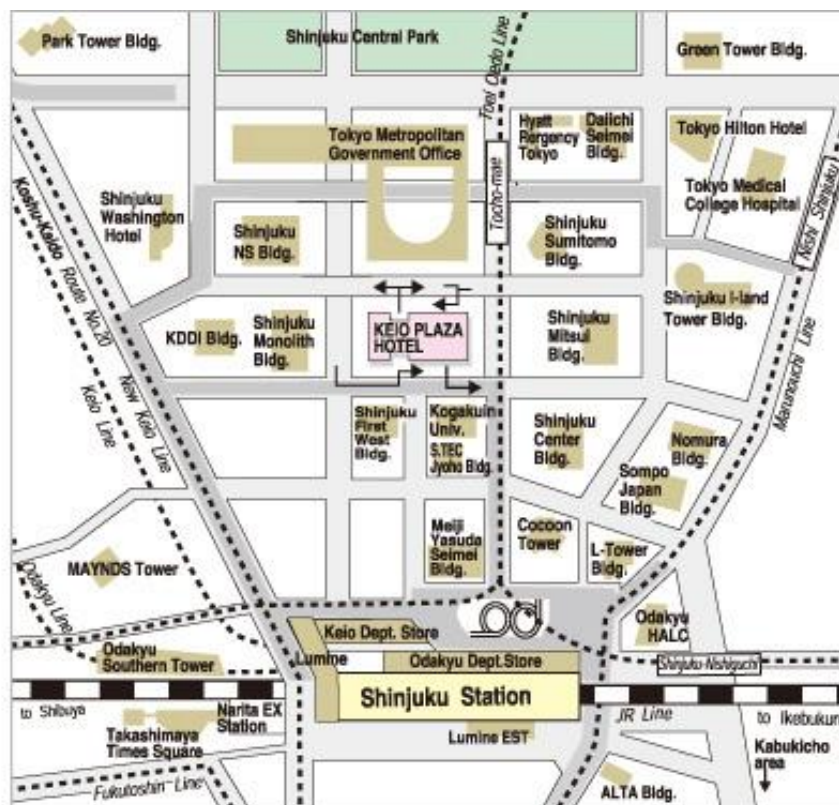 Park Tower Bldg.
Shinjuku Central Park
Toei Oedo Line
Green Tower Bldg.
Tokyo Metropolitan
Government Office
Hyatt
Regency
Tokyo
Daiichi
Seimei
Bldg.
Tokyo Hilton Hotel
Tokyo Medical
College Hospital
Nishi Shinjuku
Tocho-mae
Shinjuku
Washington
Hotel
Shinjuku
NS Bldg.
Shinjuku
Sumitomo
Bldg.
Shinjuku I-land
Tower Bldg.
Koshu-Kaido Route No.20
New Keio Line
Keio Line
KDDI Bldg.
Shinjuku
Monolith
Bldg.
KEIO PLAZA
HOTEL
Shinjuku
Mitsui
Bldg.
Marunouchi Line
Shinjuku
First
West
Bldg.
Kogakuin
Univ.
S.TEC
Jyoho Bldg.
Shinjuku
Center
Bldg.
Nomura
Bldg.
Sompo
Japan
Bldg.
Meiji
Yasuda
Seimei
Bldg.
Cocoon
Tower
L-Tower
Bldg.
MAYNDS Tower
Odakyu Line
Odakyu
HALC
Keio Dept. Store
Odakyu
Southern Tower
Lumine
Odakyu Dept.Store
Shinjuku-Nishiguchi
Shinjuku Station
to Shibuya
Narita EX
Station
JR Line
to Ikebukuro
Takashimaya
Times Square
Lumine EST
Kabukicho
area
Fukutoshin Line
ALTA Bldg.